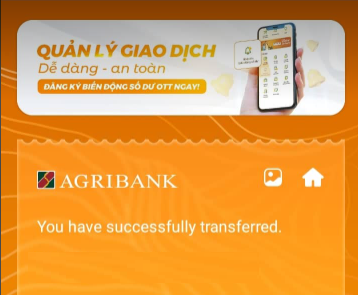 QUẢN LÝ GIAO DỊCH
Dễ dàng - an toàn
ĐĂNG KÝ BIẾN ĐỘNG SỐ DƯ OTT NGAY!
AGRIBANK
You have successfully transferred.